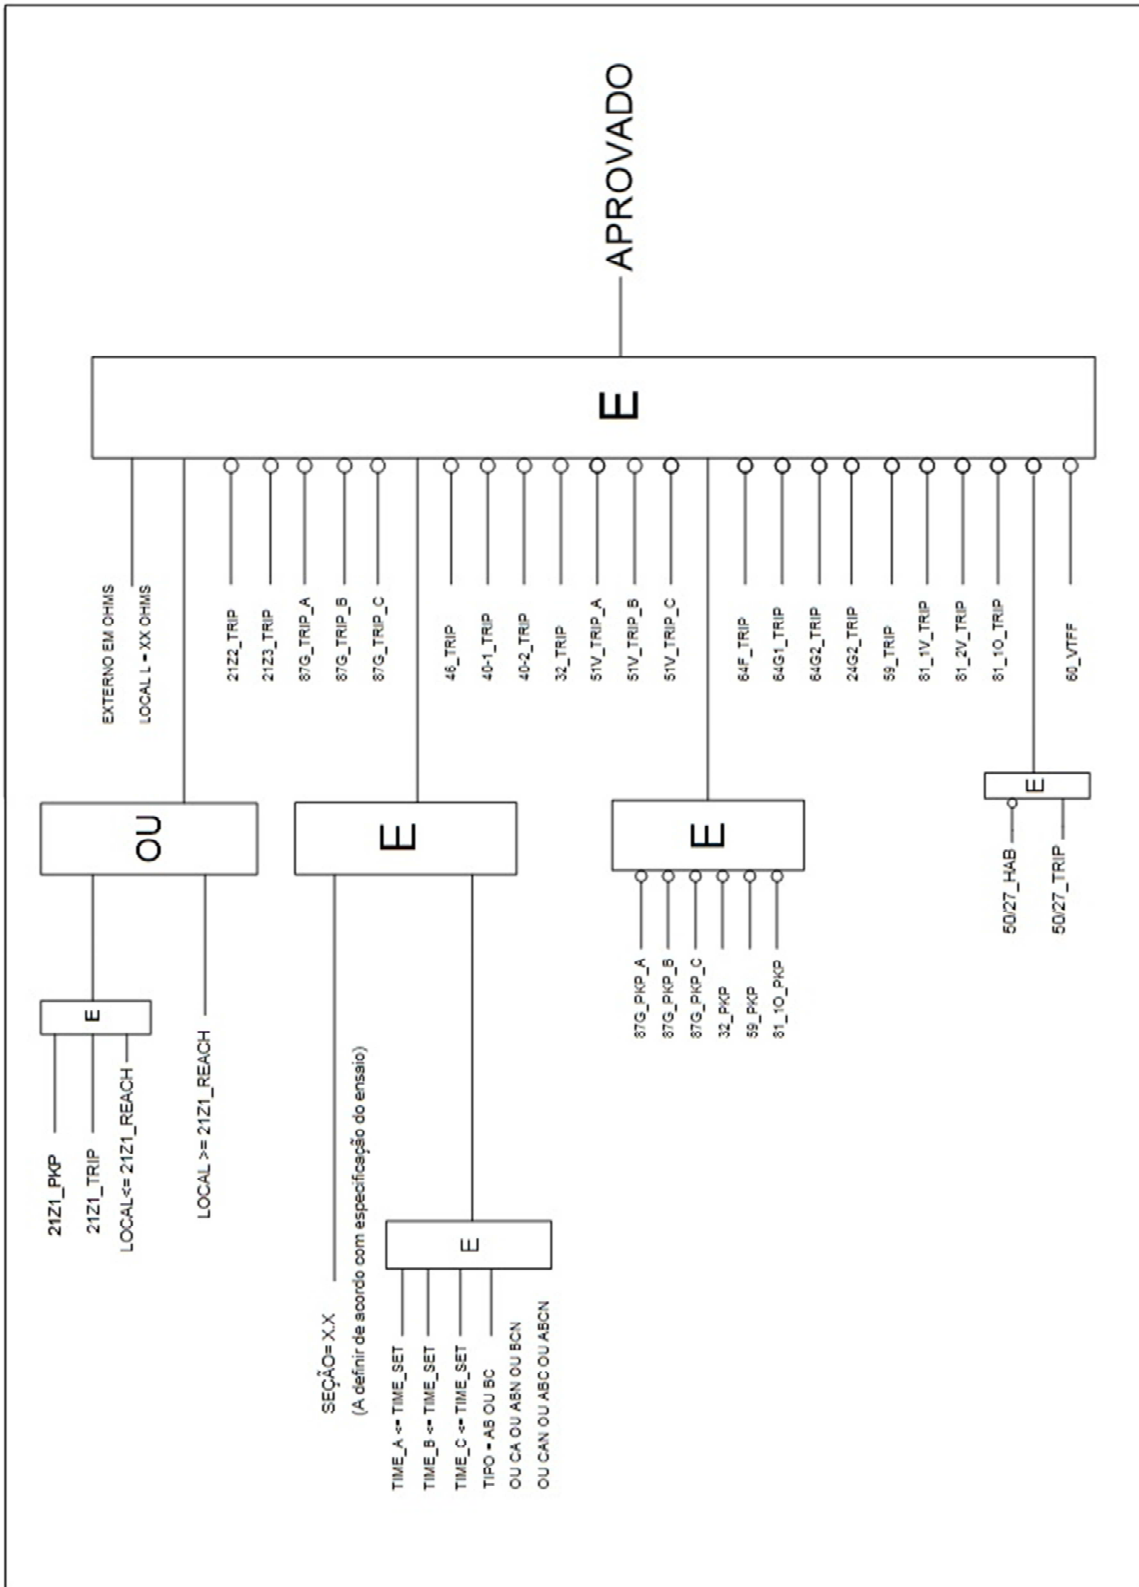 EXTERNO EM OHMS
LOCAL L = XX OHMS
21Z1_PKP
21Z1_TRIP
LOCAL<= 21Z1_REACH
E
LOCAL >= 21Z1_REACH
OU
21Z2_TRIP
21Z3_TRIP
87G_TRIP_A
87G_TRIP_B
87G_TRIP_C
SEÇÃO= X.X
(A definir de acordo com especificação do ensaio)
TIME_A <= TIME_SET
TIME_B <= TIME_SET
TIME_C <= TIME_SET
TIPO = AB OU BC
OU CA OU ABN OU BCN
OU CAN OU ABC OU ABCN
E
E
46_TRIP
40-1_TRIP
40-2_TRIP
32_TRIP
51V_TRIP_A
51V_TRIP_B
51V_TRIP_C
87G_PKP_A
87G_PKP_B
87G_PKP_C
32_PKP
59_PKP
81_1O_PKP
E
64F_TRIP
64G1_TRIP
64G2_TRIP
24G2_TRIP
59_TRIP
81_1V_TRIP
81_2V_TRIP
81_1O_TRIP
50/27_HAB
50/27_TRIP
E
60_VTFF
E
APROVADO